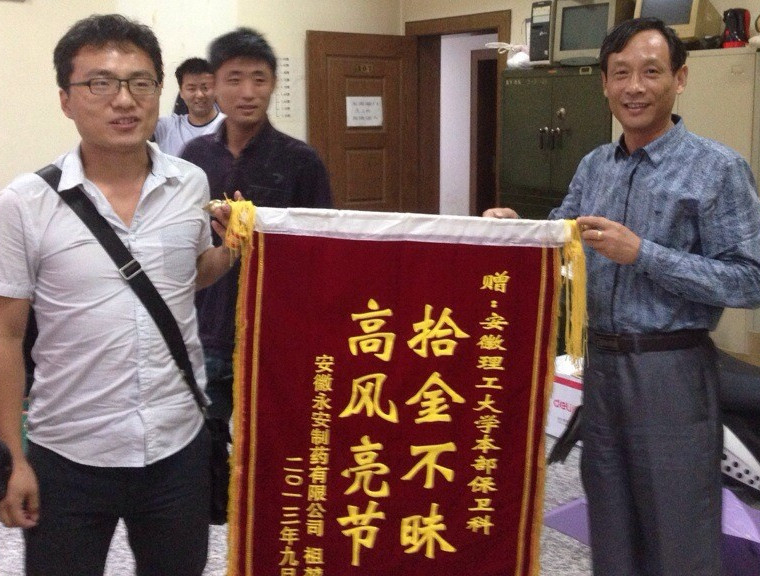 赠：安徽理工大学本部保卫科
拾金不昧
高风亮节
安徽永安制药有限公司 祖
二〇一三年九月